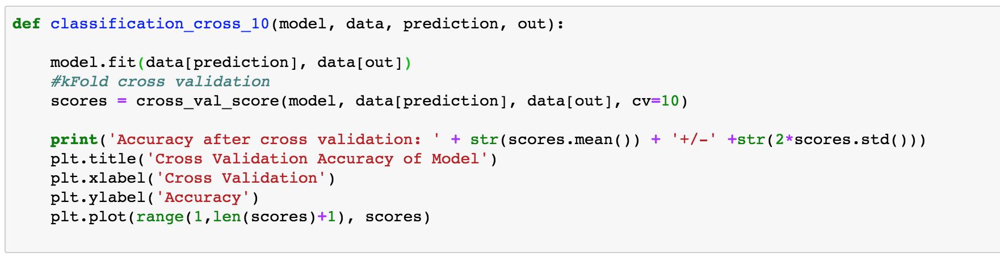 def classification_cross_10(model, data, prediction, out):
model.fit(data[prediction], data[out])
#kFold cross validation
scores = cross_val_score(model, data[prediction], data[out], cv=10)
print('Accuracy after cross validation: ' + str(scores.mean()) + '+/-' +str(2*scores.std()))
plt.title('Cross Validation Accuracy of Model')
plt.xlabel('Cross Validation')
plt.ylabel('Accuracy')
plt.plot(range(1,len(scores)+1), scores)